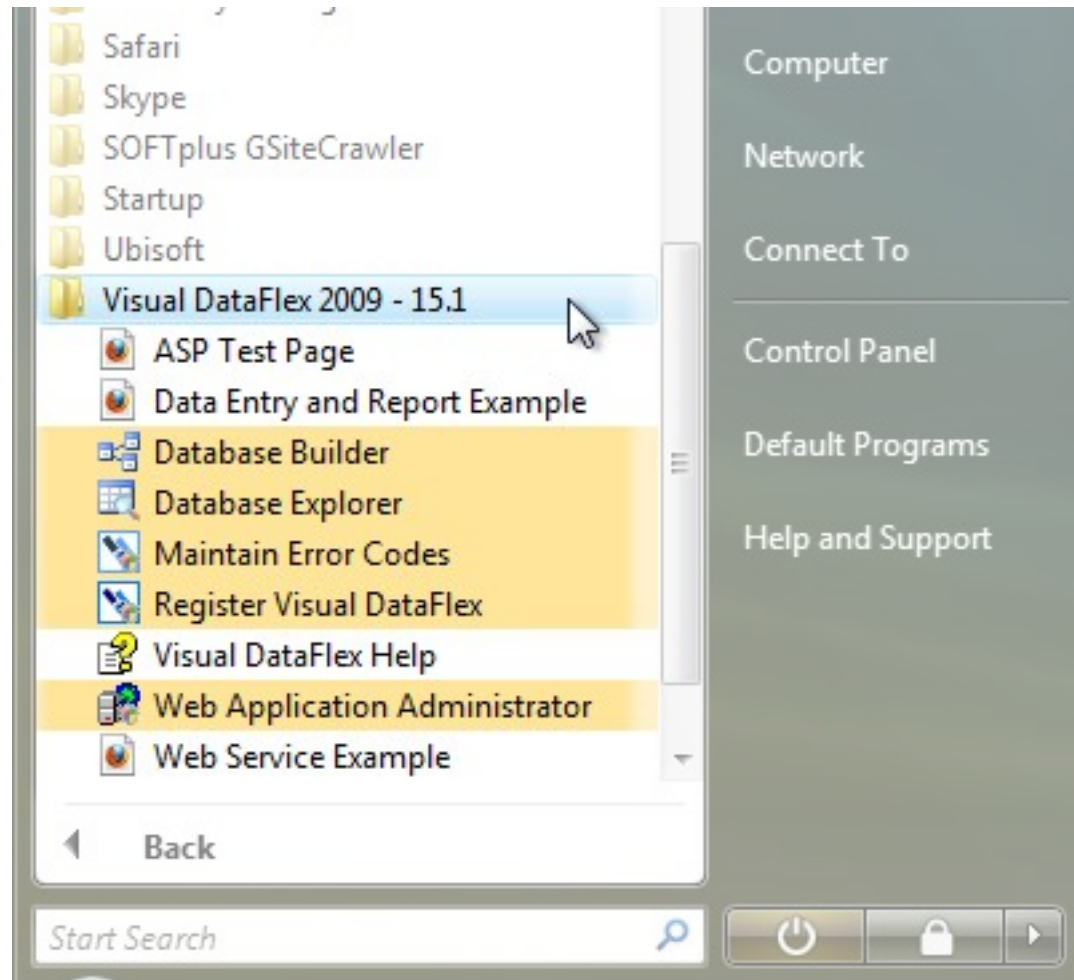 Safari
Skype
SOFTplus GSiteCrawler
Startup
Ubisoft
Visual DataFlex 2009 - 15.1
ASP Test Page
Data Entry and Report Example
Database Builder
Database Explorer
Maintain Error Codes
Register Visual DataFlex
Visual DataFlex Help
Web Application Administrator
Web Service Example
Back
Start Search
Computer
Network
Connect To
Control Panel
Default Programs
Help and Support